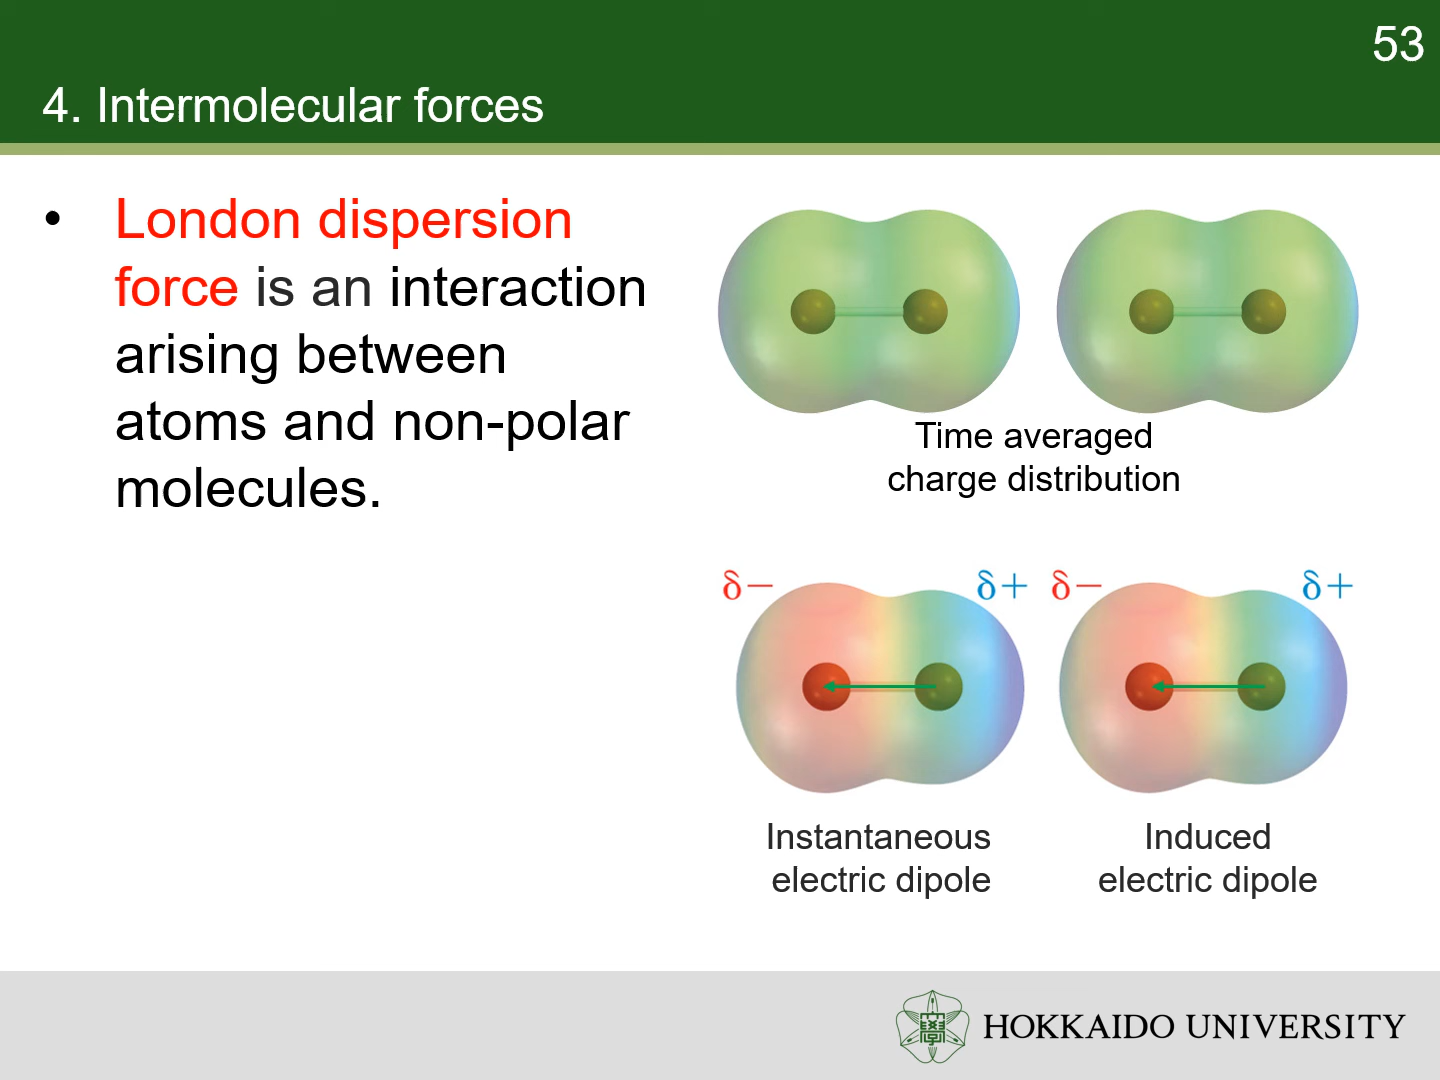 53
4. Intermolecular forces
• London dispersion
force is an interaction
arising between
atoms and non-polar
molecules.
Time averaged
charge distribution
δ− δ+ δ− δ+
Instantaneous
electric dipole
Induced
electric dipole
HOKKAIDO UNIVERSITY